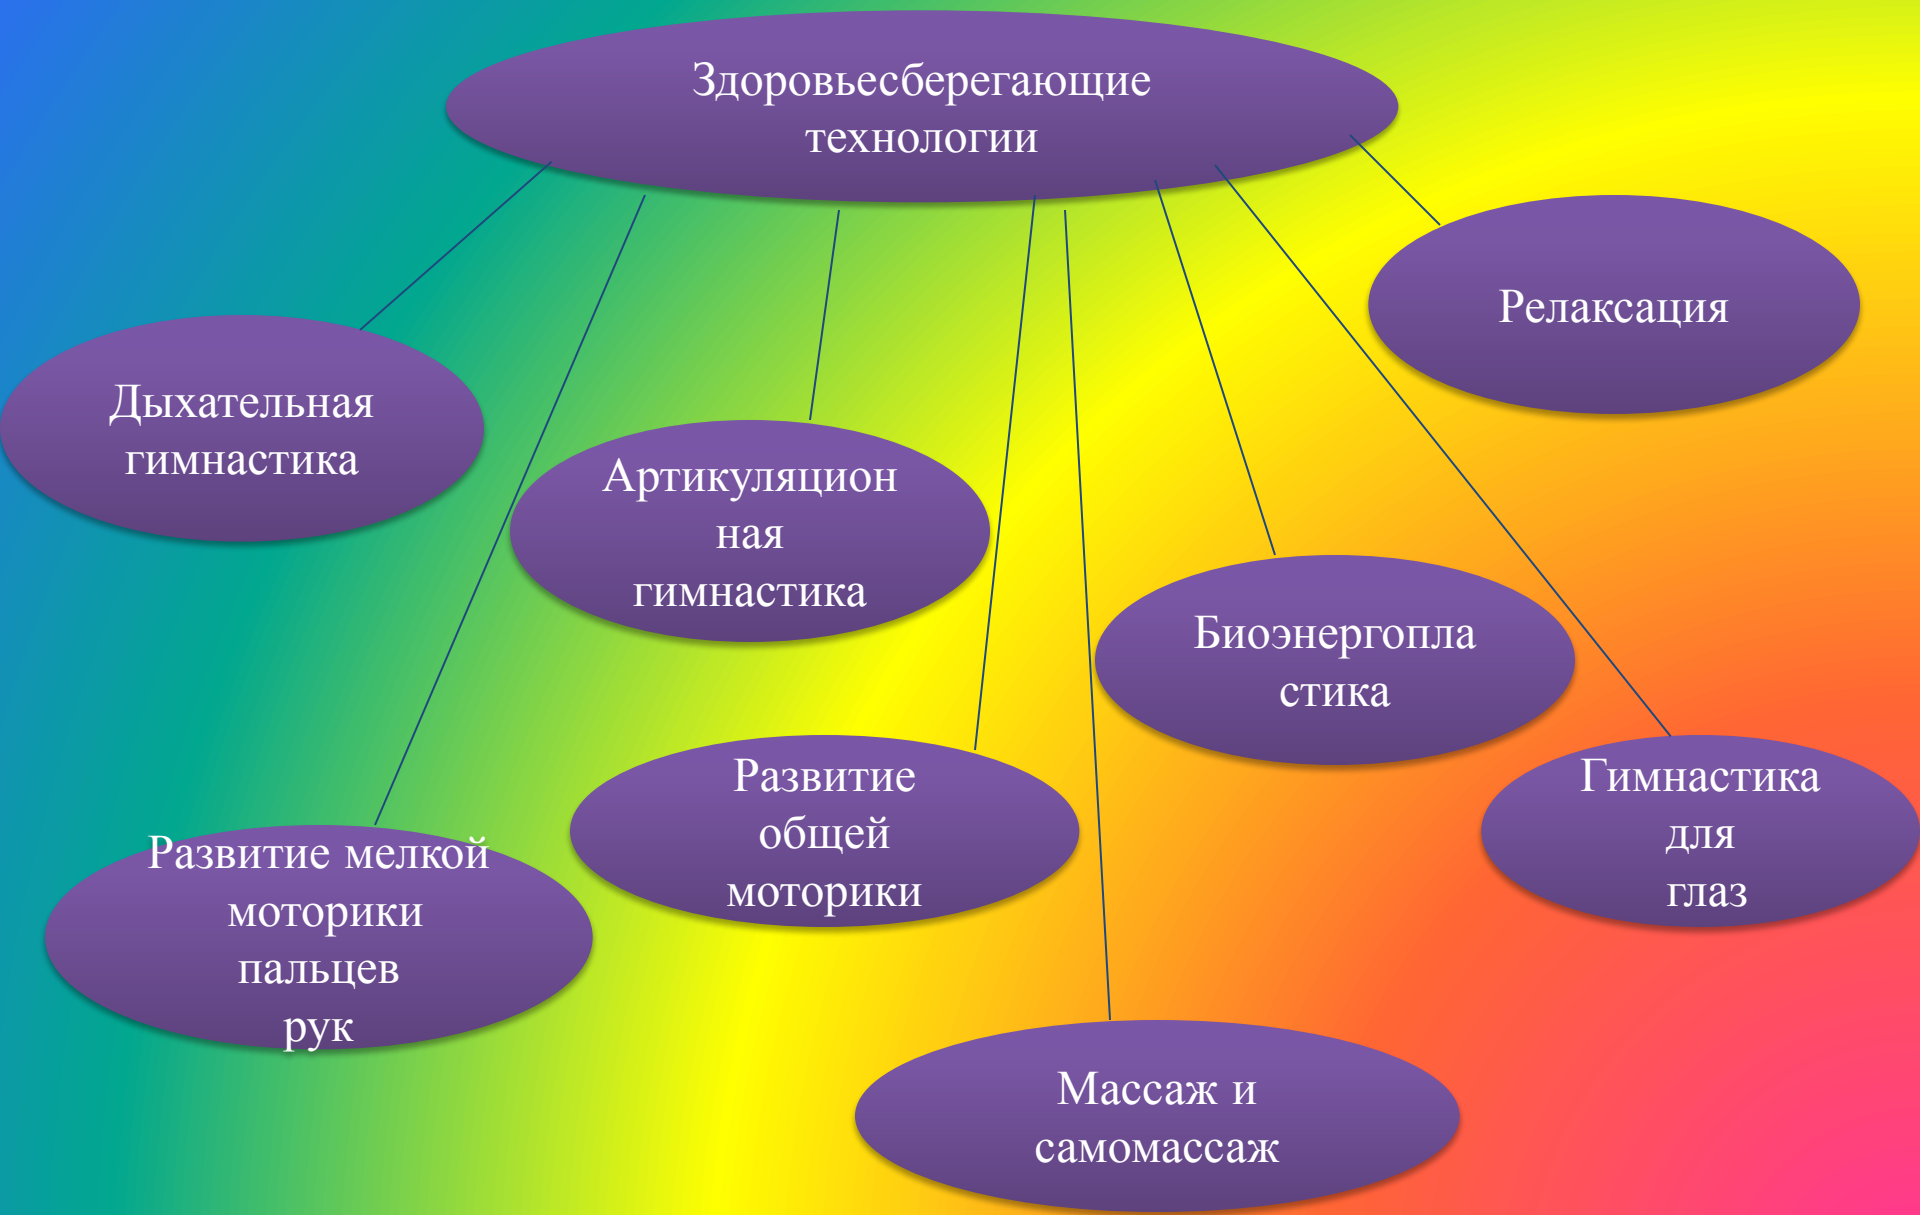 Здоровьесберегающие
технологии
Релаксация
Дыхательная
гимнастика
Артикуляцион
ная
гимнастика
Биоэнергопла
стика
Развитие
общей
моторики
Гимнастика
для
глаз
Развитие мелкой
моторики
пальцев
рук
Массаж и
самомассаж